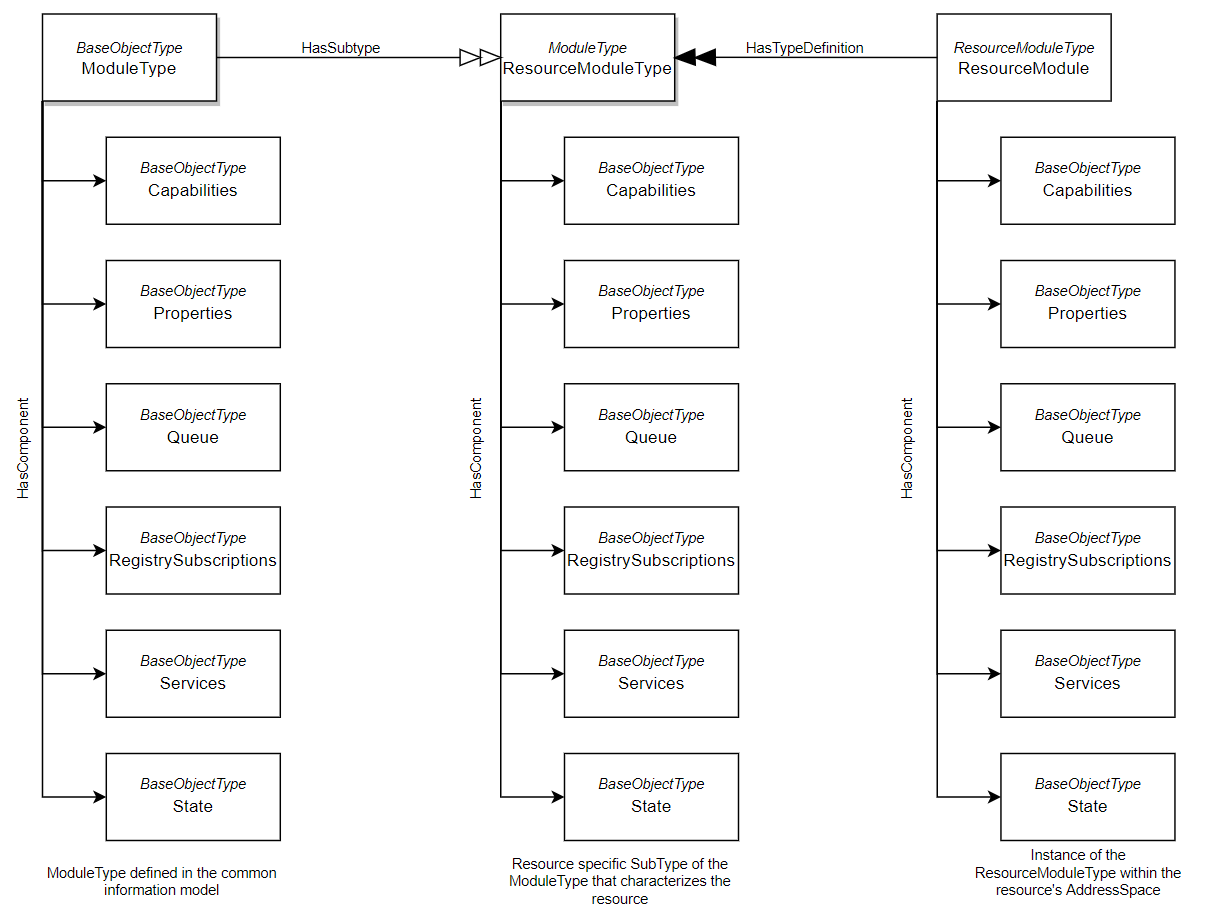 BaseObjectType
ModuleType
HasSubtype
ModuleType
ResourceModuleType
HasTypeDefinition
ResourceModuleType
ResourceModule
HasComponent
BaseObjectType
Capabilities
BaseObjectType
Properties
BaseObjectType
Queue
BaseObjectType
RegistrySubscriptions
BaseObjectType
Services
BaseObjectType
State
ModuleType defined in the common
information model
HasComponent
BaseObjectType
Capabilities
BaseObjectType
Properties
BaseObjectType
Queue
BaseObjectType
RegistrySubscriptions
BaseObjectType
Services
BaseObjectType
State
Resource specific SubType of the
ModuleType that characterizes the
resource
HasComponent
BaseObjectType
Capabilities
BaseObjectType
Properties
BaseObjectType
Queue
BaseObjectType
RegistrySubscriptions
BaseObjectType
Services
BaseObjectType
State
Instance of the
ResourceModuleType within the
resource's AddressSpace